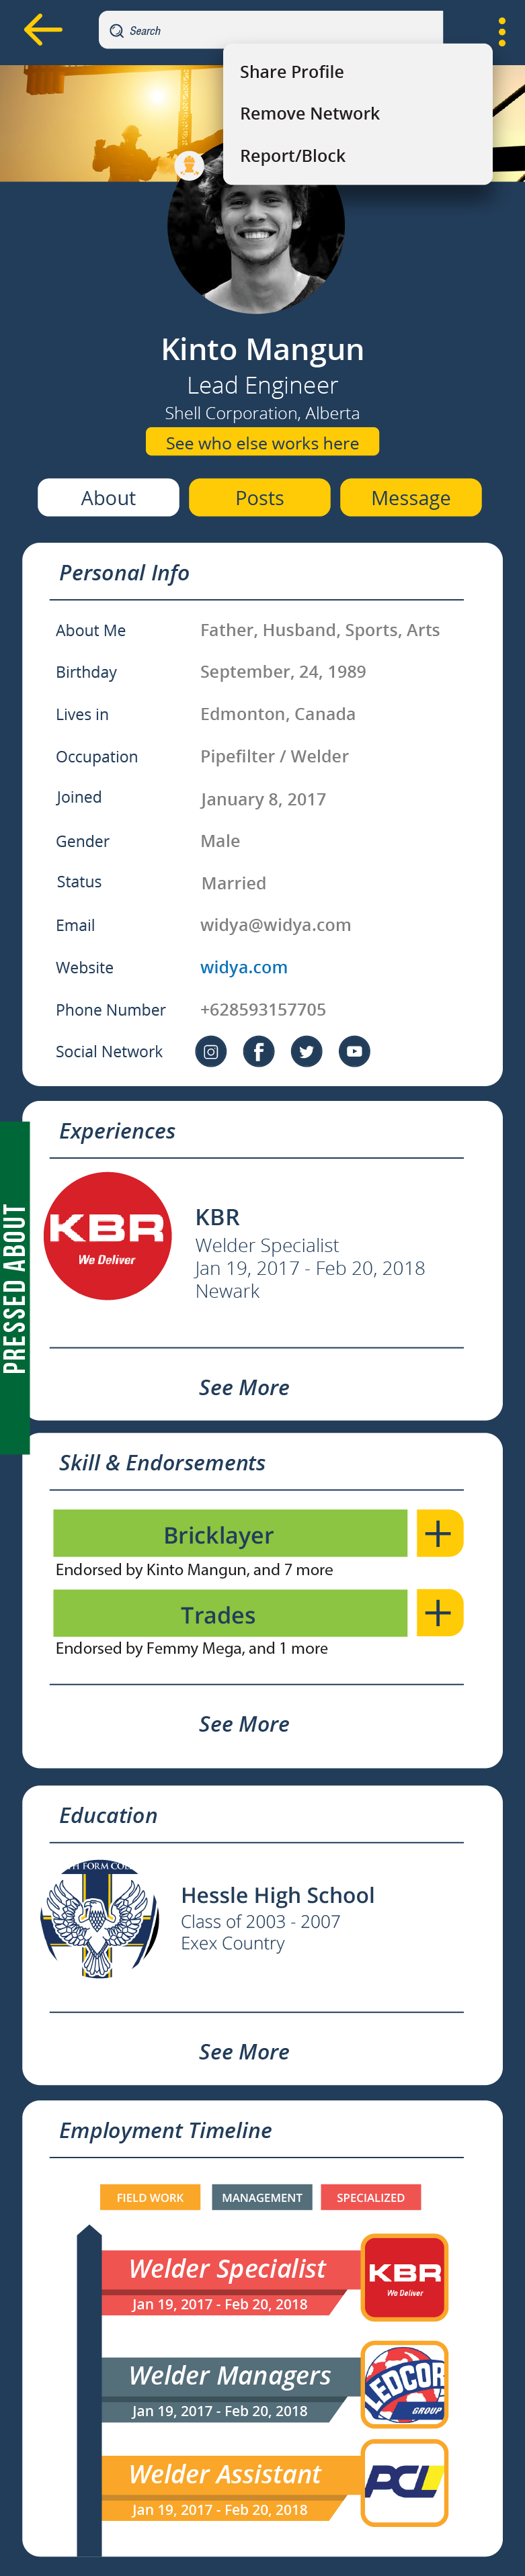 Search
Share Profile
Remove Network
Report/Block
Kinto Mangun
Lead Engineer
Shell Corporation, Alberta
See who else works here
About
Posts
Message
Personal Info
About Me Father, Husband, Sports, Arts
Birthday September, 24, 1989
Lives in Edmonton, Canada
Occupation Pipefilter / Welder
Joined January 8, 2017
Gender Male
Status Married
Email widya@widya.com
Website widya.com
Phone Number +628593157705
Social Network
PRESSED ABOUT
Experiences
KBR
We Deliver
KBR
Welder Specialist
Jan 19, 2017 - Feb 20, 2018
Newark
See More
Skill & Endorsements
Bricklayer
+
Endorsed by Kinto Mangun, and 7 more
Trades
+
Endorsed by Femmy Mega, and 1 more
See More
Education
FORM
Hessle High School
Class of 2003 - 2007
Exex Country
See More
Employment Timeline
FIELD WORK
MANAGEMENT
SPECIALIZED
Welder Specialist
Jan 19, 2017 - Feb 20, 2018
KBR
We Deliver
Welder Managers
Jan 19, 2017 - Feb 20, 2018
LEDCOR
GROUP
Welder Assistant
Jan 19, 2017 - Feb 20, 2018
PCL